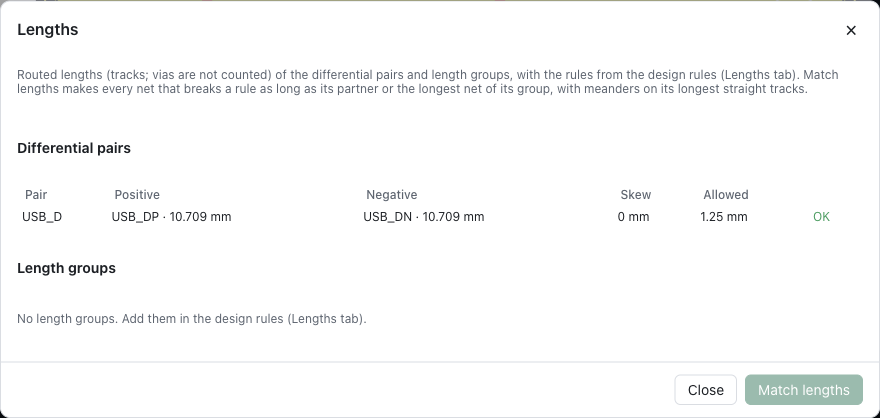 Lengths
×
Routed lengths (tracks; vias are not counted) of the differential pairs and length groups, with the rules from the design rules (Lengths tab). Match
lengths makes every net that breaks a rule as long as its partner or the longest net of its group, with meanders on its longest straight tracks.
Differential pairs
Pair Positive Negative Skew Allowed
USB_D USB_DP · 10.709 mm USB_DN · 10.709 mm 0 mm 1.25 mm OK
Length groups
No length groups. Add them in the design rules (Lengths tab).
Close Match lengths